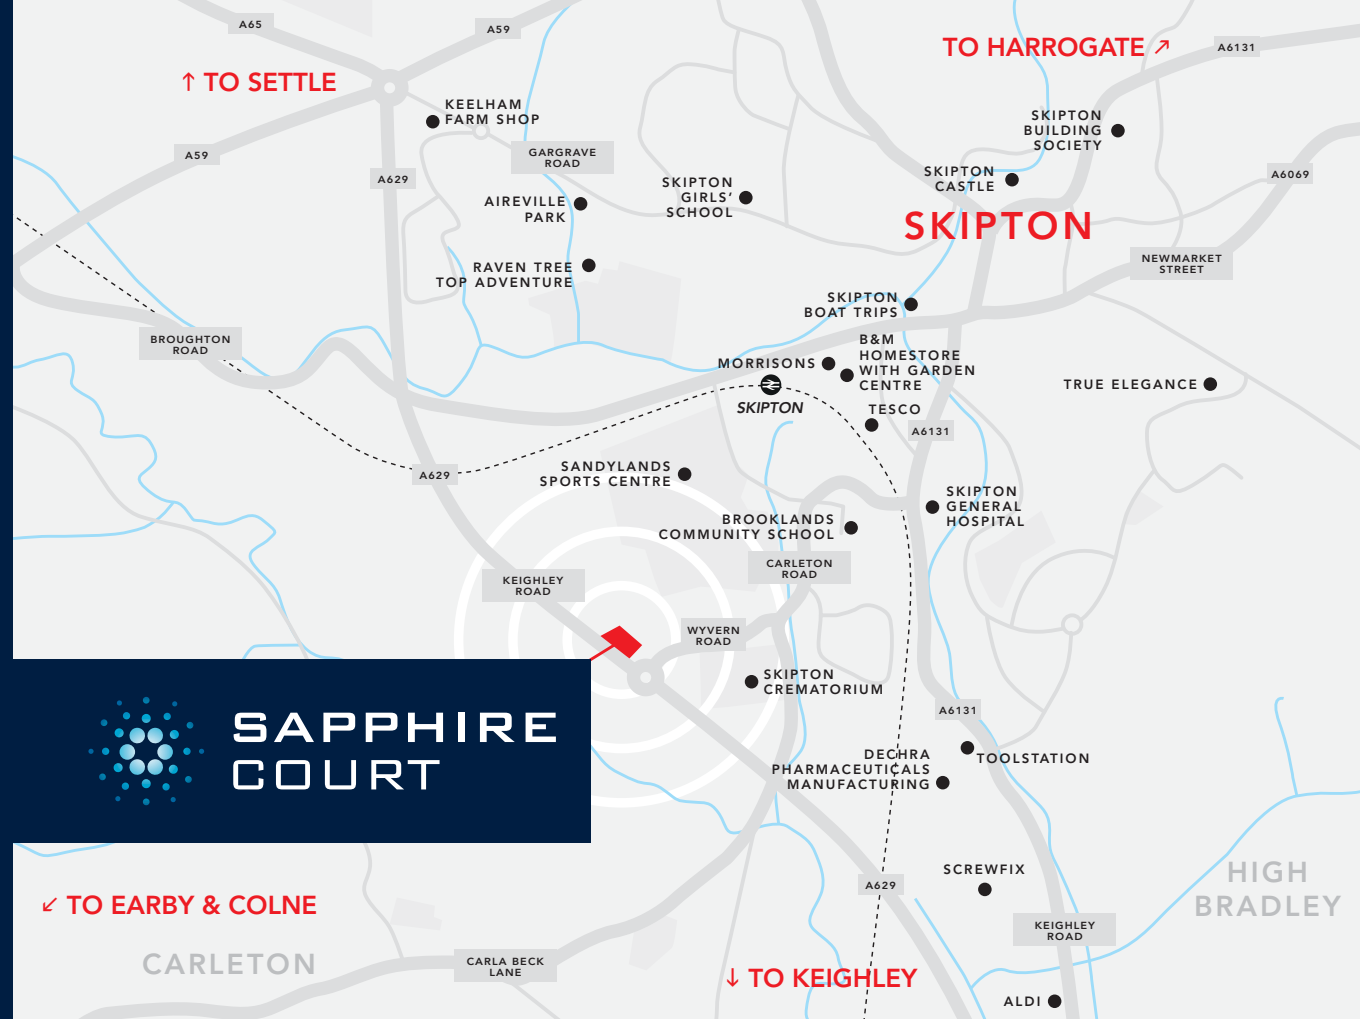 A65
A59
TO HARROGATE
A6131
TO SETTLE
KEELHAM
FARM SHOP
SKIPTON
BUILDING
SOCIETY
A59
GARGRAVE
ROAD
A629
SKIPTON
GIRLS'
SCHOOL
SKIPTON
CASTLE
A6069
AIREVILLE
PARK
SKIPTON
RAVEN TREE
TOP ADVENTURE
NEWMARKET
STREET
SKIPTON
BOAT TRIPS
BROUGHTON
ROAD
B&M
HOMESTORE
WITH GARDEN
CENTRE
MORRISONS
SKIPTON
TRUE ELEGANCE
TESCO
A6131
A629
SANDYLANDS
SPORTS CENTRE
SKIPTON
GENERAL
HOSPITAL
BROOKLANDS
COMMUNITY SCHOOL
CARLETON
ROAD
KEIGHLEY
ROAD
WYVERN
ROAD
SKIPTON
CREMATORIUM
SAPPHIRE
COURT
A6131
DECHRA
PHARMACEUTICALS
MANUFACTURING
TOOLSTATION
SCREWFIX
A629
HIGH
BRADLEY
TO EARBY & COLNE
KEIGHLEY
ROAD
CARLETON
CARLA BECK
LANE
TO KEIGHLEY
ALDI